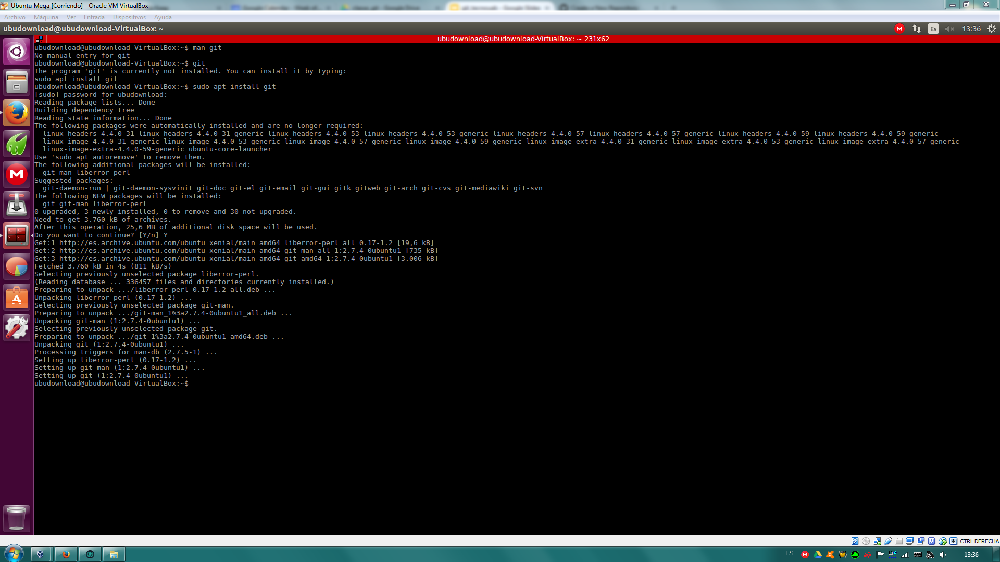 Ubuntu Mega [Corriendo] - Oracle VM VirtualBox
Archivo Máquina Ver Entrada Dispositivos Ayuda
ubudownload@ubudownload-VirtualBox: ~
Es
13:36
ubudownload@ubudownload-VirtualBox: ~ 231x62
ubudownload@ubudownload-VirtualBox:~$ man git
No manual entry for git
ubudownload@ubudownload-VirtualBox:~$ git
The program 'git' is currently not installed. You can install it by typing:
sudo apt install git
ubudownload@ubudownload-VirtualBox:~$ sudo apt install git
[sudo] password for ubudownload:
Reading package lists... Done
Building dependency tree
Reading state information... Done
The following packages were automatically installed and are no longer required:
linux-headers-4.4.0-31 linux-headers-4.4.0-31-generic linux-headers-4.4.0-53 linux-headers-4.4.0-53-generic linux-headers-4.4.0-57 linux-headers-4.4.0-57-generic linux-headers-4.4.0-59 linux-headers-4.4.0-59-generic
linux-image-4.4.0-31-generic linux-image-4.4.0-53-generic linux-image-4.4.0-57-generic linux-image-4.4.0-59-generic linux-image-extra-4.4.0-31-generic linux-image-extra-4.4.0-53-generic linux-image-extra-4.4.0-57-generic
linux-image-extra-4.4.0-59-generic ubuntu-core-launcher
Use 'sudo apt autoremove' to remove them.
The following additional packages will be installed:
git-man liberror-perl
Suggested packages:
git-daemon-run | git-daemon-sysvinit git-doc git-el git-email git-gui gitk gitweb git-arch git-cvs git-mediawiki git-svn
The following NEW packages will be installed:
git git-man liberror-perl
0 upgraded, 3 newly installed, 0 to remove and 30 not upgraded.
Need to get 3.760 kB of archives.
After this operation, 25,6 MB of additional disk space will be used.
Do you want to continue? [Y/n] Y
Get:1 http://es.archive.ubuntu.com/ubuntu xenial/main amd64 liberror-perl all 0.17-1.2 [19,6 kB]
Get:2 http://es.archive.ubuntu.com/ubuntu xenial/main amd64 git-man all 1:2.7.4-0ubuntu1 [735 kB]
Get:3 http://es.archive.ubuntu.com/ubuntu xenial/main amd64 git amd64 1:2.7.4-0ubuntu1 [3.006 kB]
Fetched 3.760 kB in 4s (811 kB/s)
Selecting previously unselected package liberror-perl.
(Reading database ... 336457 files and directories currently installed.)
Preparing to unpack .../liberror-perl_0.17-1.2_all.deb ...
Unpacking liberror-perl (0.17-1.2) ...
Selecting previously unselected package git-man.
Preparing to unpack .../git-man_1%3a2.7.4-0ubuntu1_all.deb ...
Unpacking git-man (1:2.7.4-0ubuntu1) ...
Selecting previously unselected package git.
Preparing to unpack .../git_1%3a2.7.4-0ubuntu1_amd64.deb ...
Unpacking git (1:2.7.4-0ubuntu1) ...
Processing triggers for man-db (2.7.5-1) ...
Setting up liberror-perl (0.17-1.2) ...
Setting up git-man (1:2.7.4-0ubuntu1) ...
Setting up git (1:2.7.4-0ubuntu1) ...
ubudownload@ubudownload-VirtualBox:~$
CTRL DERECHA
ES
13:36